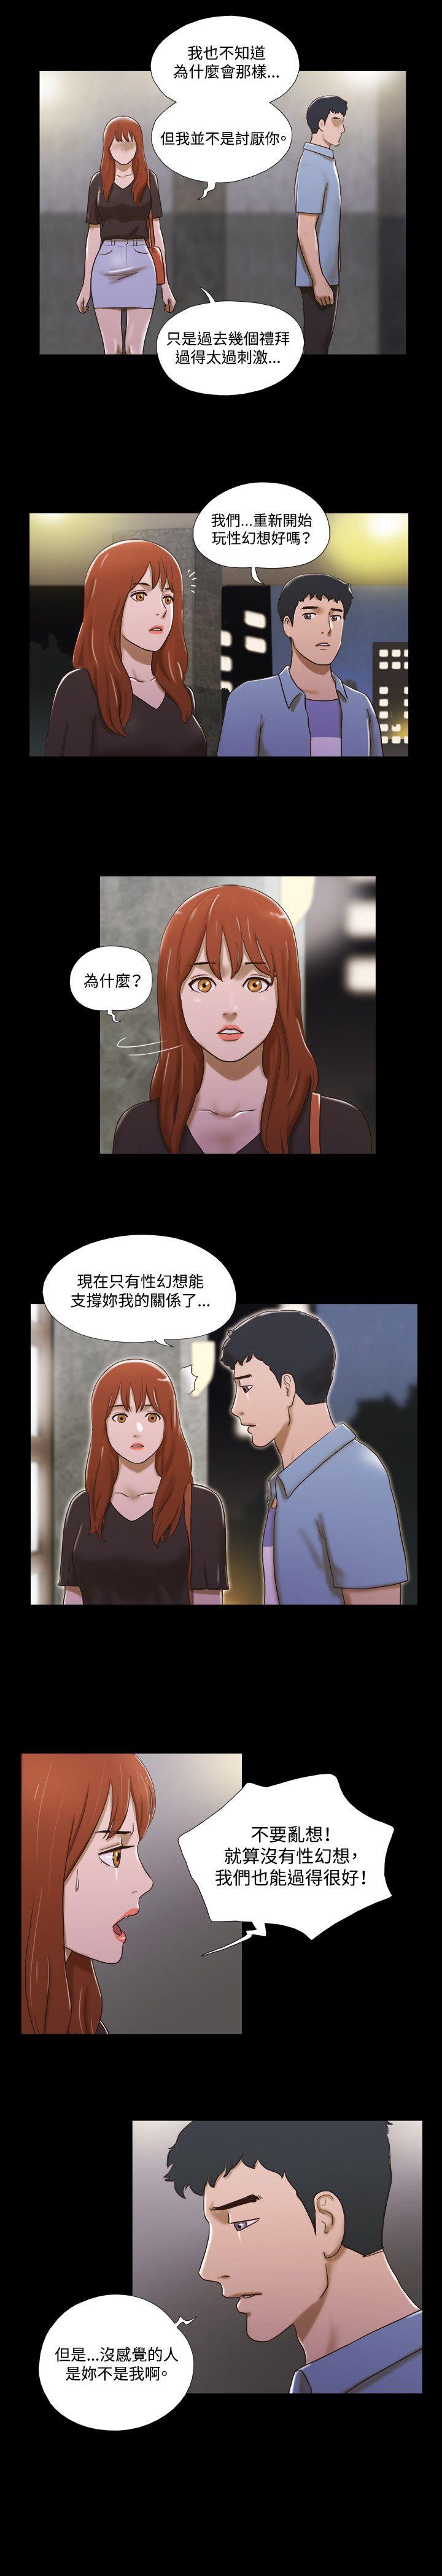 我也不知道
為什麼會那樣...
但我並不是討厭你。
只是過去幾個禮拜
過得太過刺激...
我們...重新開始
玩性幻想好嗎？
為什麼？
現在只有性幻想能
支撐妳我的關係了...
不要亂想！
就算沒有性幻想，
我們也能過得很好！
但是...沒感覺的人
是妳不是我啊。